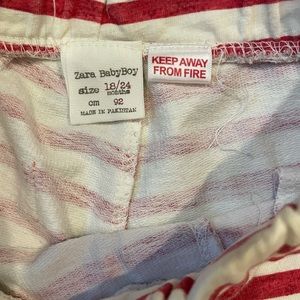 Zara BabyBoy
size 18/24
months
cm 92
MADE IN PAKISTAN
KEEP AWAY
FROM FIRE